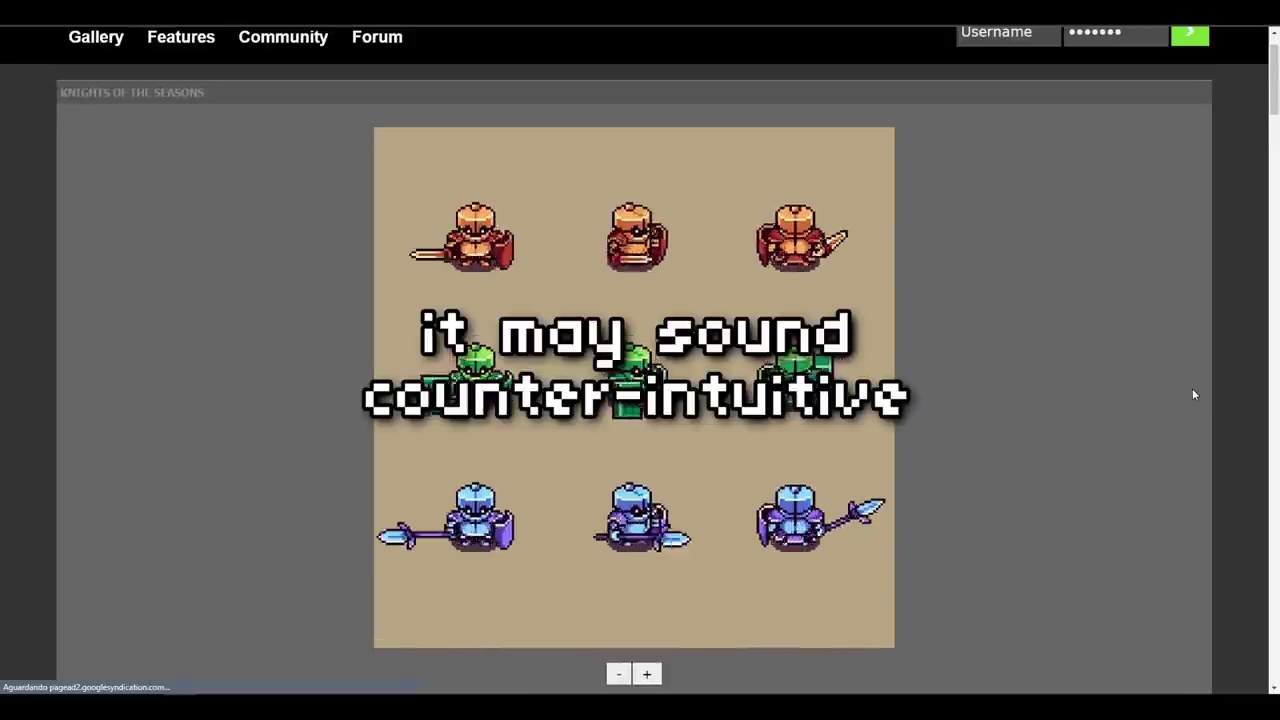 Gallery Features Community Forum
Username •••••••
KNIGHTS OF THE SEASONS
it may sound
counter-intuitive
- +
Aguardando pagead2.googlesyndication.com...